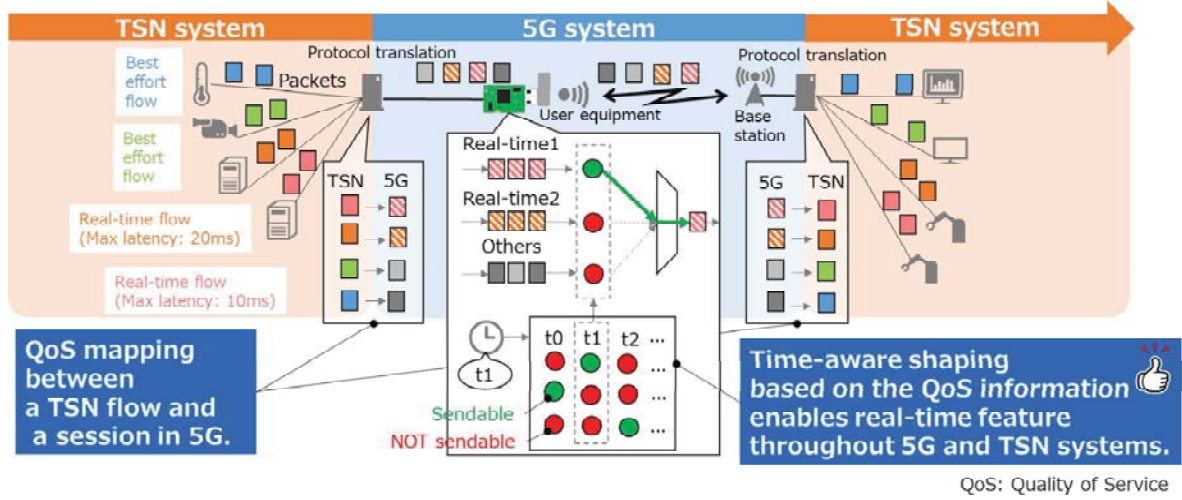 TSN system
5G system
TSN system
Best
effort
flow
Packets
Protocol translation
User equipment
Base
station
Protocol translation
Best
effort
flow
Real-time flow
(Max latency: 20ms)
Real-time flow
(Max latency: 10ms)
TSN 5G
Real-time1
Real-time2
Others
5G TSN
t1
t0 t1 t2 ...
...
...
...
Sendable
NOT sendable
QoS mapping
between
a TSN flow and
a session in 5G.
Time-aware shaping
based on the QoS information
enables real-time feature
throughout 5G and TSN systems.
QoS: Quality of Service